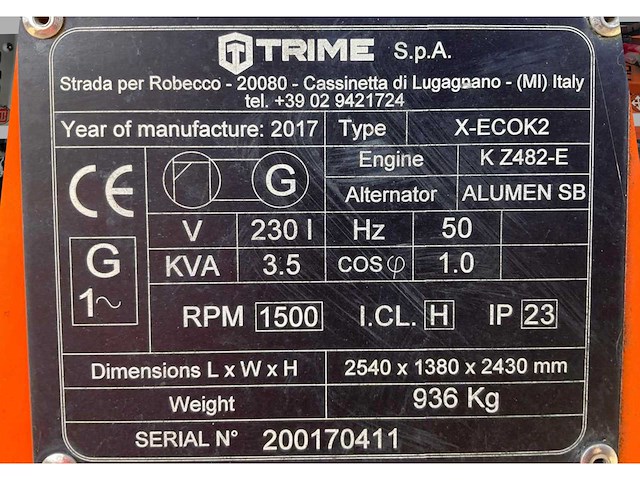 TRIME S.p.A.
Strada per Robecco - 20080 - Cassinetta di Lugagnano - (MI) Italy
tel. +39 02 9421724
Year of manufacture: 2017 Type X-ECOK2
Engine K Z482-E
Alternator ALUMEN SB
CE G
V 230 I Hz 50
G
1~
KVA 3.5 COSφ 1.0
RPM 1500 I.CL. H IP 23
Dimensions L x W x H 2540 x 1380 x 2430 mm
Weight 936 Kg
SERIAL N° 200170411